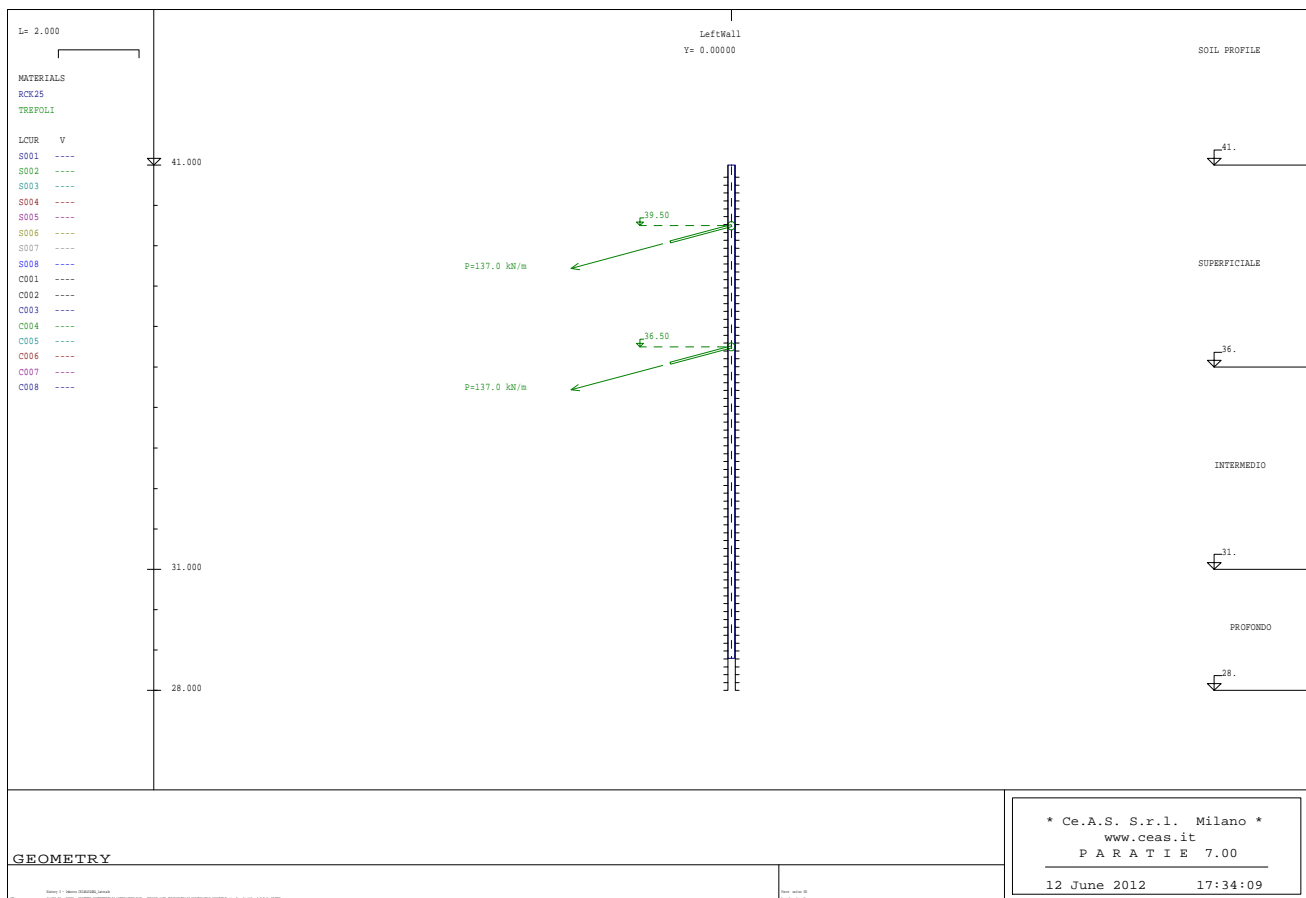 L= 2.000
MATERIALS
RCK25
TREFOLI
LCUR V
S001 ----
S002 ----
S003 ----
S004 ----
S005 ----
S006 ----
S007 ----
S008 ----
C001 ----
C002 ----
C003 ----
C004 ----
C005 ----
C006 ----
C007 ----
C008 ----
41.000
31.000
28.000
LeftWall
Y= 0.00000
39.50
P=137.0 kN/m
36.50
P=137.0 kN/m
SOIL PROFILE
41.
SUPERFICIALE
36.
INTERMEDIO
31.
PROFONDO
28.
GEOMETRY
* Ce.A.S. S.r.l. Milano *
www.ceas.it
P A R A T I E 7.00
12 June 2012 17:34:09